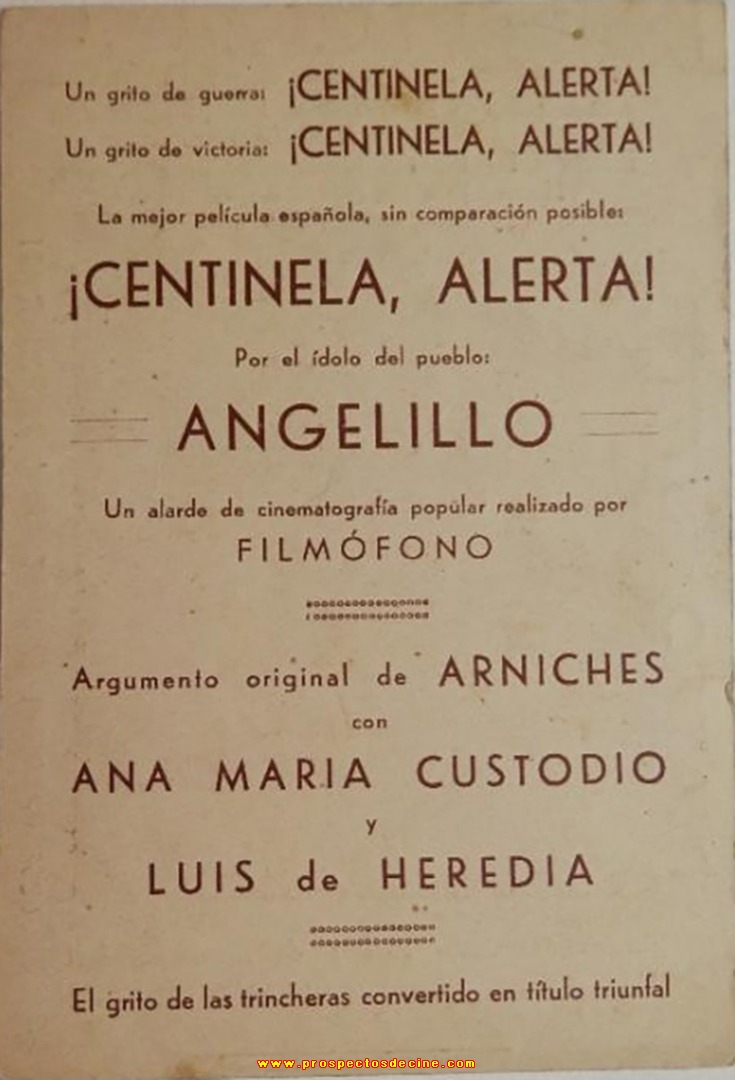 Un grito de guerra: ¡CENTINELA, ALERTA!
Un grito de victoria: ¡CENTINELA, ALERTA!
La mejor película española, sin comparación posible:
¡CENTINELA, ALERTA!
Por el ídolo del pueblo:
ANGELILLO
Un alarde de cinematografía popular realizado por
FILMÓFONO
Argumento original de ARNICHES
con
ANA MARIA CUSTODIO
y
LUIS de HEREDIA
El grito de las trincheras convertido en título triunfal
www.prospectosdecine.com